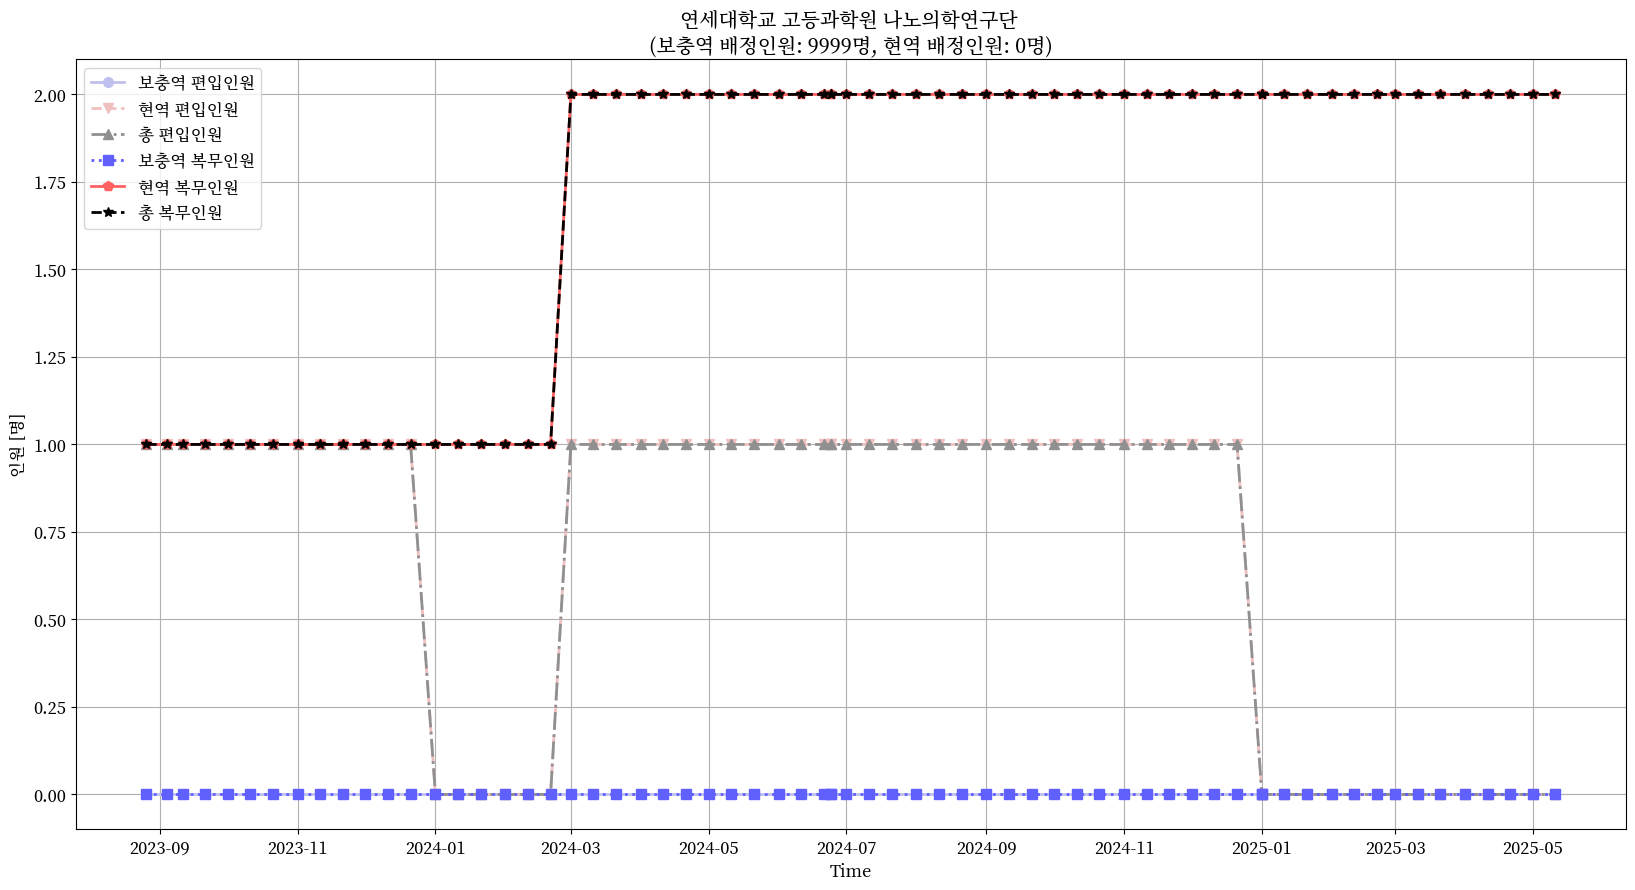 연세대학교 고등과학원 나노의학연구단
(보충역 배정인원: 9999명, 현역 배정인원: 0명)
보충역 편입인원
현역 편입인원
총 편입인원
보충역 복무인원
현역 복무인원
총 복무인원
2.00
1.75
1.50
1.25
1.00
0.75
0.50
0.25
0.00
인원 [명]
2023-09 2023-11 2024-01 2024-03 2024-05 2024-07 2024-09 2024-11 2025-01 2025-03 2025-05
Time